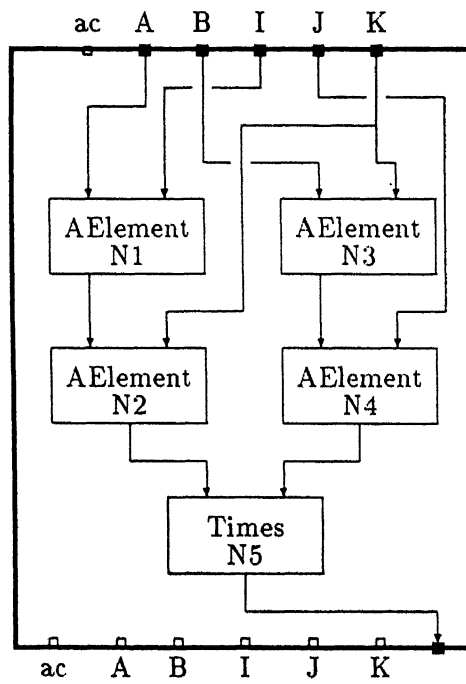 ac A B I J K
AElement AElement
N1 N3
AElement AElement
N2 N4
Times
N5
ac A B I J K